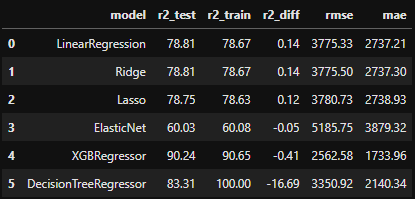 model r2_test r2_train r2_diff rmse mae
0 LinearRegression 78.81 78.67 0.14 3775.33 2737.21
1 Ridge 78.81 78.67 0.14 3775.50 2737.30
2 Lasso 78.75 78.63 0.12 3780.73 2738.93
3 ElasticNet 60.03 60.08 -0.05 5185.75 3879.32
4 XGBRegressor 90.24 90.65 -0.41 2562.58 1733.96
5 DecisionTreeRegressor 83.31 100.00 -16.69 3350.92 2140.34